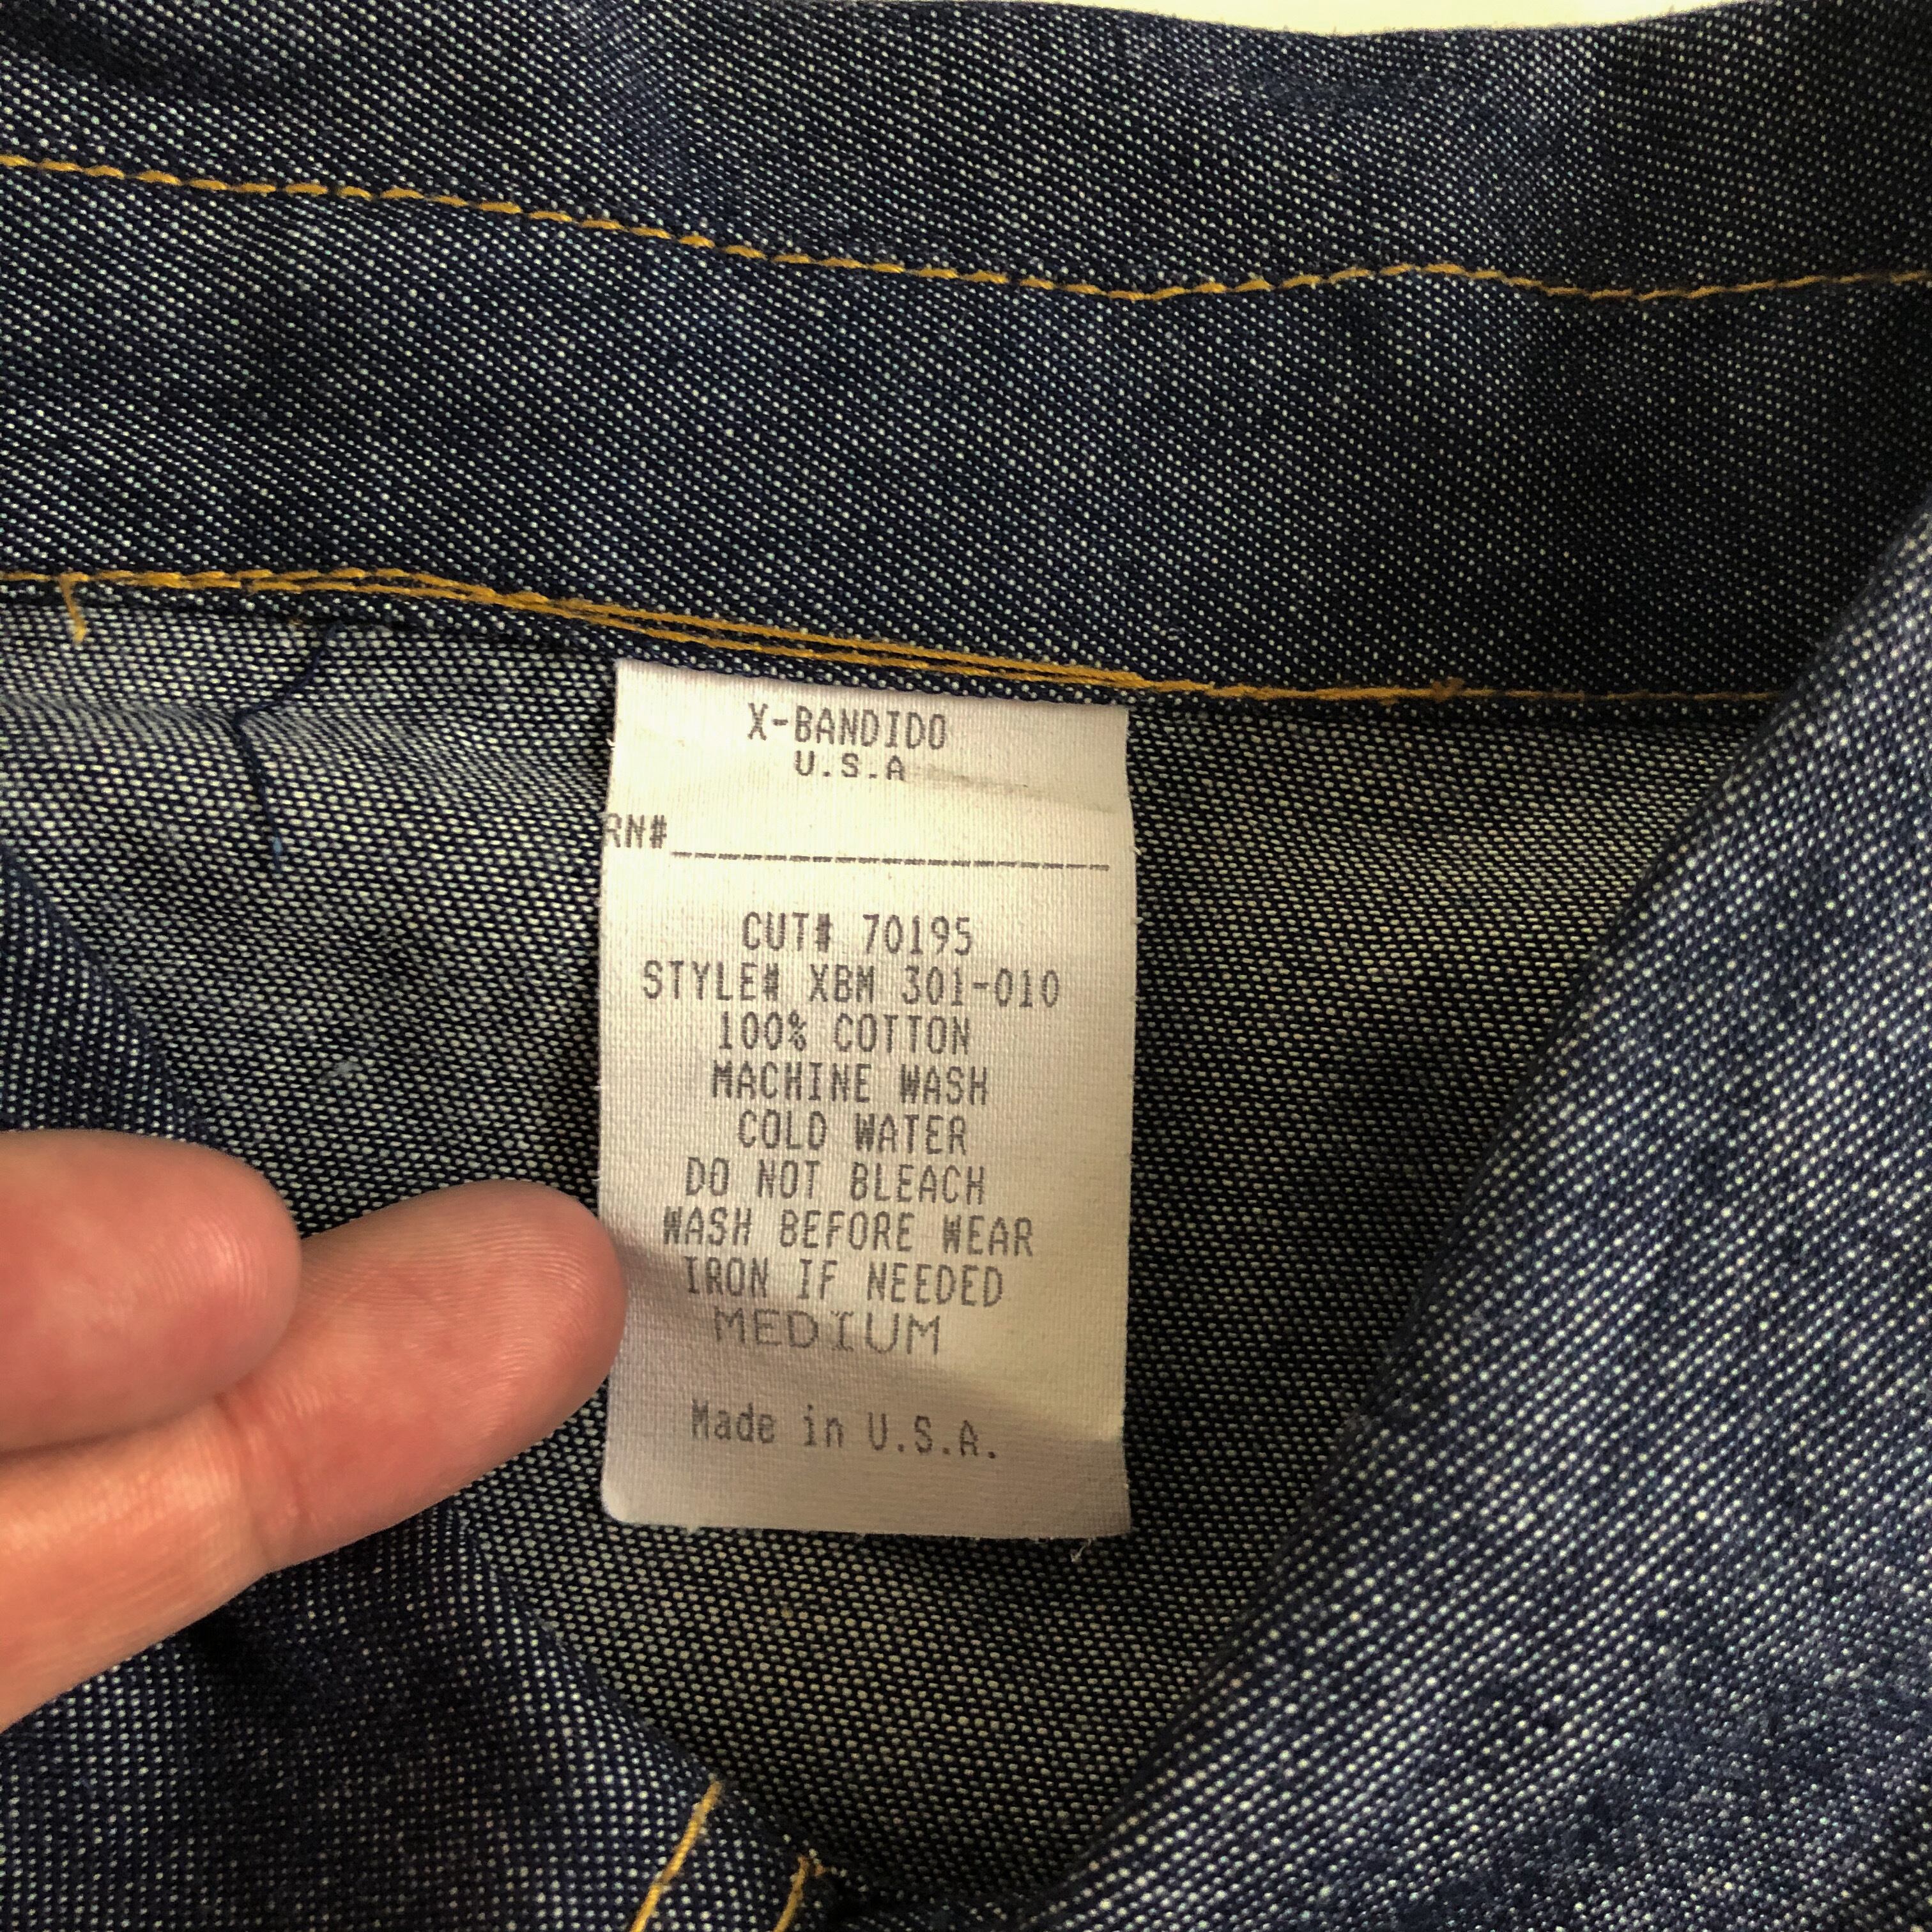 X-BANDIDO
U.S.A
RN#__________________
CUT# 70195
STYLE# XBM 301-010
100% COTTON
MACHINE WASH
COLD WATER
DO NOT BLEACH
WASH BEFORE WEAR
IRON IF NEEDED
MEDIUM
Made in U.S.A.